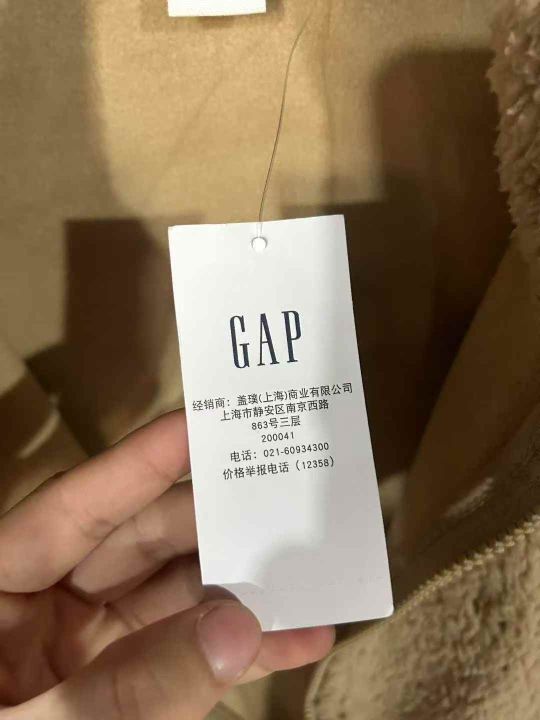 GAP
经销商：盖璞(上海)商业有限公司
上海市静安区南京西路
863号三层
200041
电话：021-60934300
价格举报电话（12358）